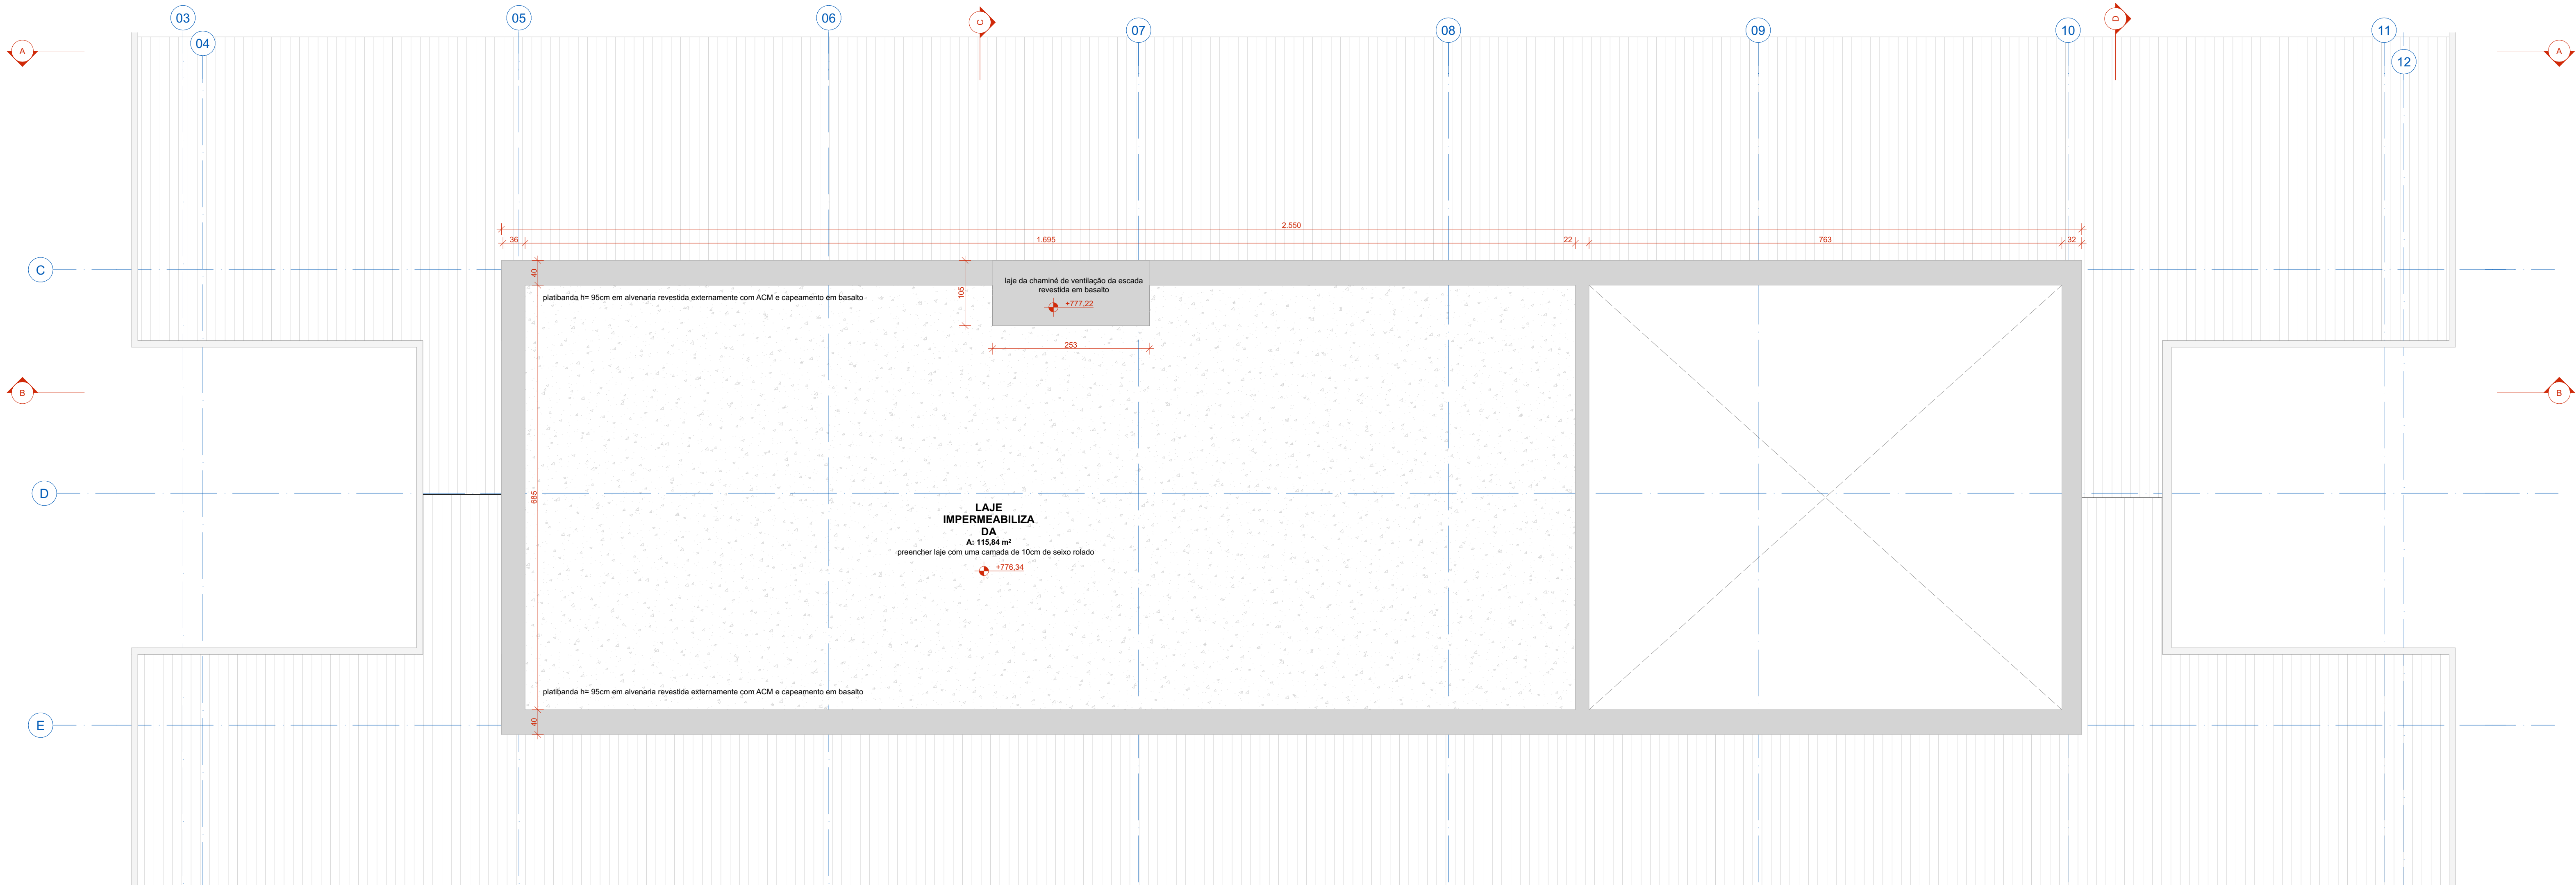 03
04
05
06
C
07
08
09
10
D
11
12
A
A
2.550
36
1.695
22
763
32
C
40
105
laje da chaminé de ventilação da escada
revestida em basalto
+777,22
platibanda h= 95cm em alvenaria revestida externamente com ACM e capeamento em basalto
253
B
B
D
685
LAJE
IMPERMEABILIZA
DA
A: 115,84 m²
preencher laje com uma camada de 10cm de seixo rolado
+776,34
platibanda h= 95cm em alvenaria revestida externamente com ACM e capeamento em basalto
E
40